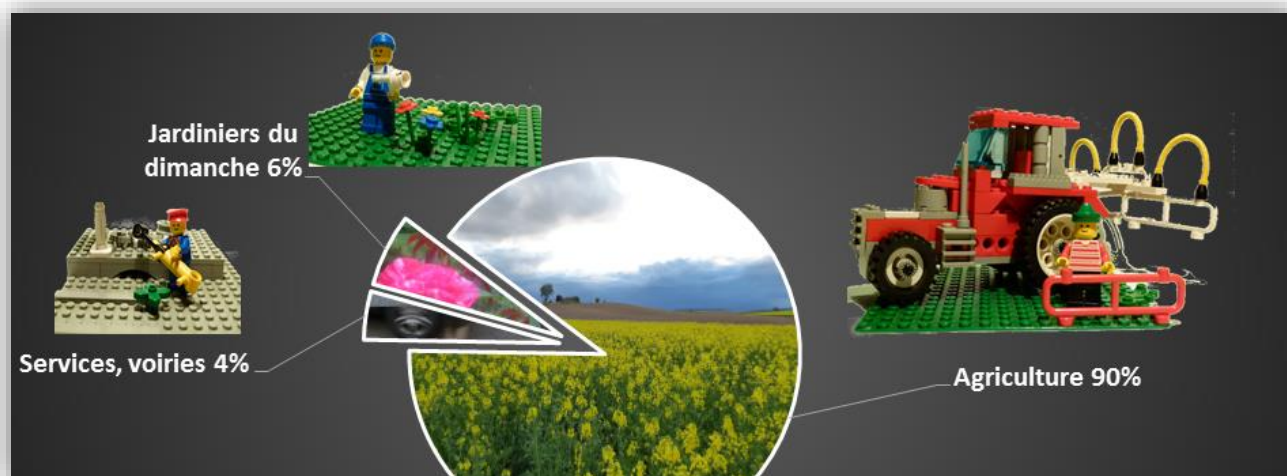 Jardiniers du
dimanche 6%
Services, voiries 4%
Agriculture 90%